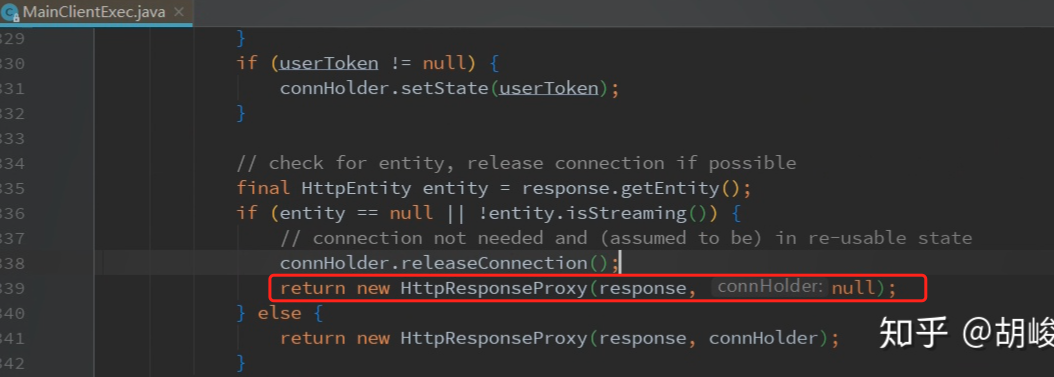 MainClientExec.java
329 }
330 if (userToken != null) {
331 connHolder.setState(userToken);
332 }
333
334 // check for entity, release connection if possible
335 final HttpEntity entity = response.getEntity();
336 if (entity == null || !entity.isStreaming()) {
337 // connection not needed and (assumed to be) in re-usable state
338 connHolder.releaseConnection();
339 return new HttpResponseProxy(response, connHolder: null);
340 } else {
341 return new HttpResponseProxy(response, connHolder);
342 }
知乎 @胡峻